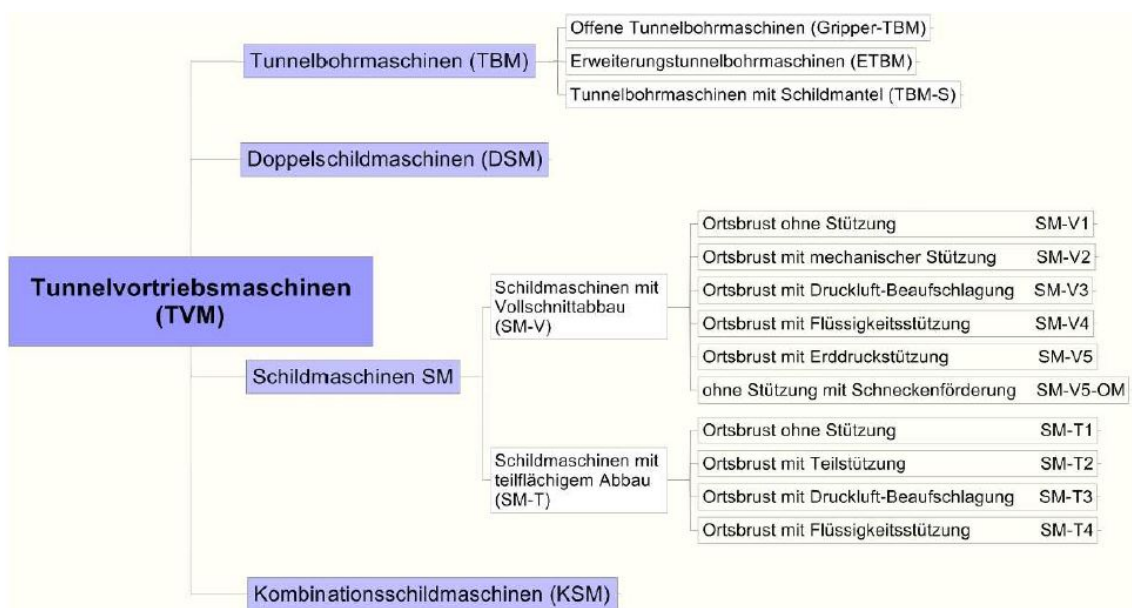 Tunnelvortriebsmaschinen
(TVM)
Tunnelbohrmaschinen (TBM)
Offene Tunnelbohrmaschinen (Gripper-TBM)
Erweiterungstunnelbohrmaschinen (ETBM)
Tunnelbohrmaschinen mit Schildmantel (TBM-S)
Doppelschildmaschinen (DSM)
Schildmaschinen SM
Schildmaschinen mit
Vollschnittabbau
(SM-V)
Ortsbrust ohne Stützung SM-V1
Ortsbrust mit mechanischer Stützung SM-V2
Ortsbrust mit Druckluft-Beaufschlagung SM-V3
Ortsbrust mit Flüssigkeitsstützung SM-V4
Ortsbrust mit Erddruckstützung SM-V5
ohne Stützung mit Schneckenförderung SM-V5-OM
Schildmaschinen mit
teilflächigem Abbau
(SM-T)
Ortsbrust ohne Stützung SM-T1
Ortsbrust mit Teilstützung SM-T2
Ortsbrust mit Druckluft-Beaufschlagung SM-T3
Ortsbrust mit Flüssigkeitsstützung SM-T4
Kombinationsschildmaschinen (KSM)